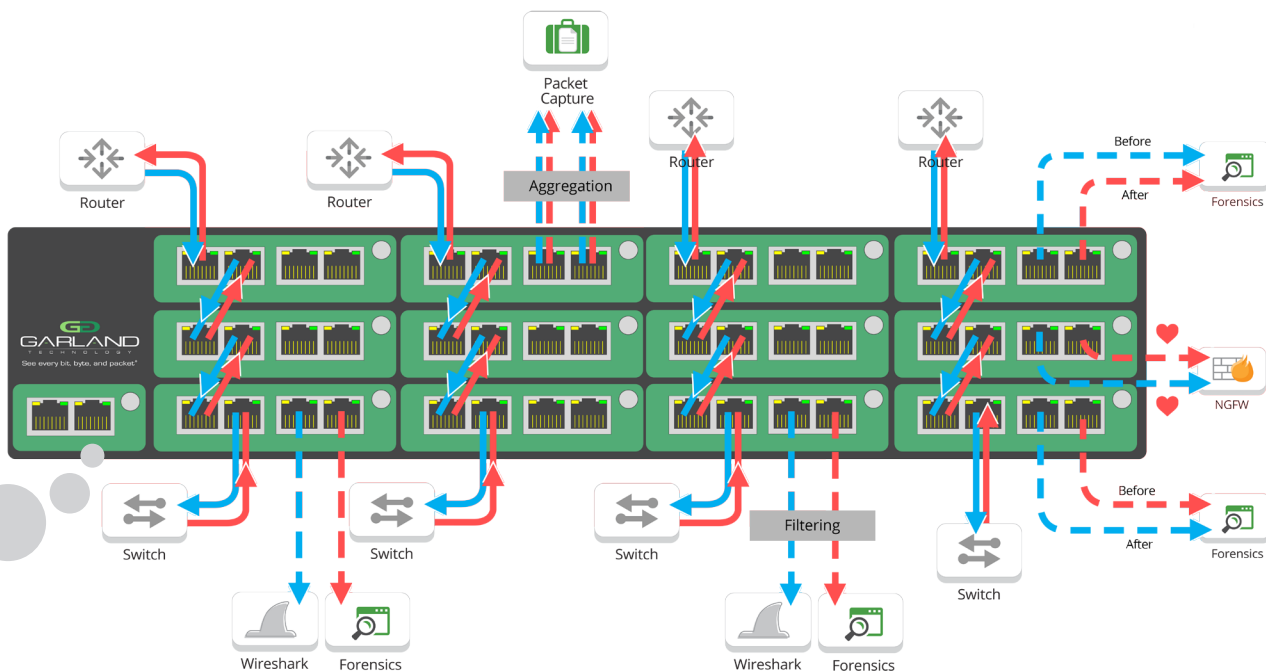 Packet
Capture
Router
Router
Router
Router
Before
After
Forensics
Aggregation
GARLAND
TECHNOLOGY
See every bit, byte, and packet®
NGFW
Switch
Switch
Switch
Switch
Filtering
Before
After
Forensics
Wireshark
Forensics
Wireshark
Forensics